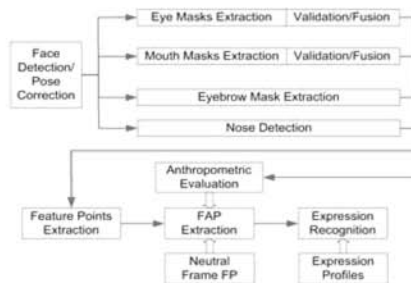 Face
Detection/
Pose
Correction
Eye Masks Extraction
Validation/Fusion
Mouth Masks Extraction
Validation/Fusion
Eyebrow Mask Extraction
Nose Detection
Anthropometric
Evaluation
Feature Points
Extraction
FAP
Extraction
Expression
Recognition
Neutral
Frame FP
Expression
Profiles